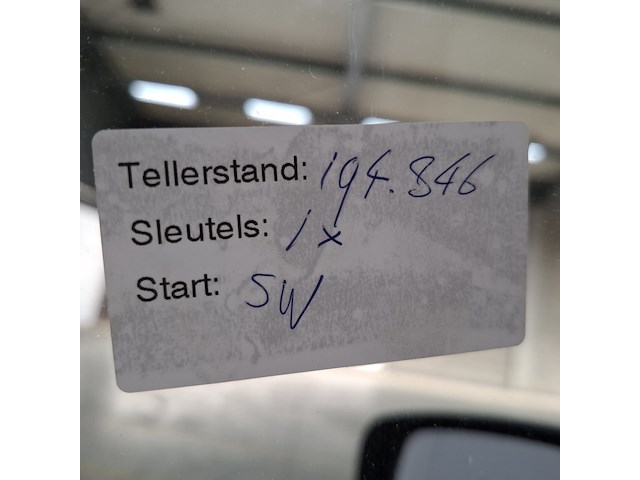 Tellerstand: 194.846
Sleutels: 1x
Start: SW